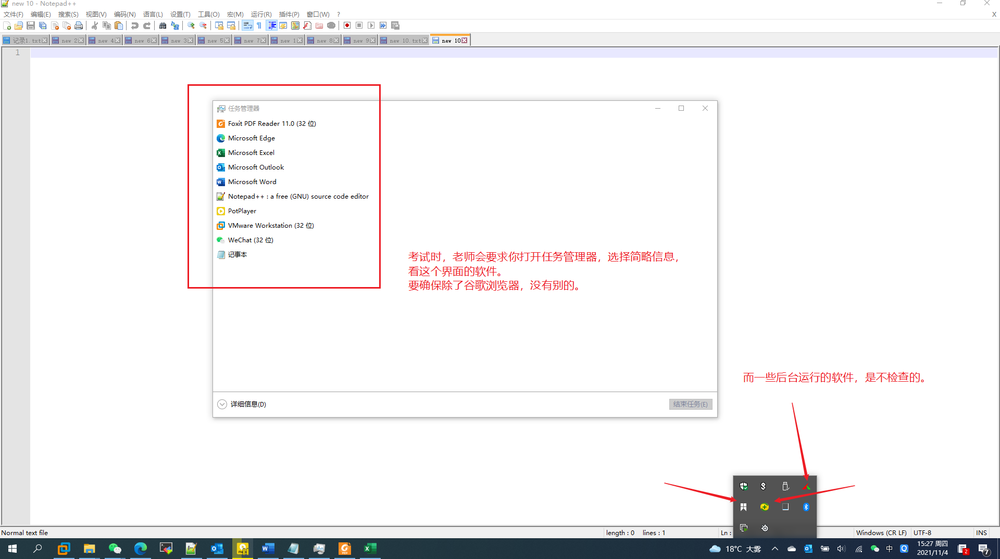 new 10 - Notepad++
文件(F) 编辑(E) 搜索(S) 视图(V) 编码(N) 语言(L) 设置(T) 工具(O) 宏(M) 运行(R) 插件(P) 窗口(W) ? X
记录1.txt new 2 new 4 new 6 new 3 new 5 new 7 new 1 new 8 new 9 new 10.txt new 10
1
任务管理器
Foxit PDF Reader 11.0 (32 位)
Microsoft Edge
Microsoft Excel
Microsoft Outlook
Microsoft Word
Notepad++ : a free (GNU) source code editor
PotPlayer
VMware Workstation (32 位)
WeChat (32 位)
记事本
考试时，老师会要求你打开任务管理器，选择简略信息，
看这个界面的软件。
要确保除了谷歌浏览器，没有别的。
而一些后台运行的软件，是不检查的。
详细信息(D) 结束任务(E)
Normal text file length : 0 lines : 1 Ln : Windows (CR LF) UTF-8 INS
18°C 大雾 中 15:27 周四
2021/11/4 2 7